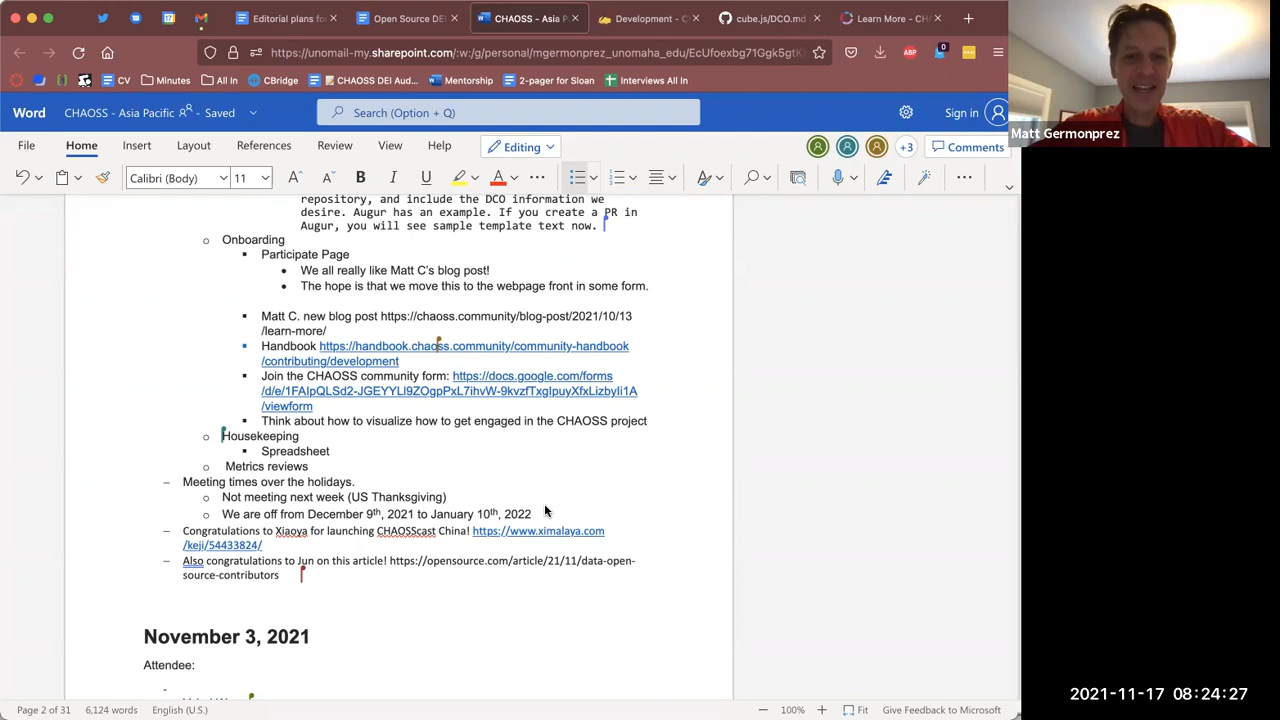 Editorial plans fo
Open Source DEI
CHAOSS - Asia P
Development - C
cube.js/DCO.md
Learn More - CHA
https://unomail-my.sharepoint.com/:w:/g/personal/mgermonprez_unomaha_edu/EcUfoexbg71Ggk5gtK
CV
Minutes
All In
CBridge
CHAOSS DEI Aud...
Mentorship
2-pager for Sloan
Interviews All In
Word
CHAOSS - Asia Pacific
- Saved
Search (Option + Q)
Sign in
File
Home
Insert
Layout
References
Review
View
Help
Editing
+3
Comments
Calibri (Body)
11
B
I
U
repository, and include the DCO information we
desire. Augur has an example. If you create a PR in
Augur, you will see sample template text now.
Onboarding
Participate Page
We all really like Matt C's blog post!
The hope is that we move this to the webpage front in some form.
Matt C. new blog post https://chaoss.community/blog-post/2021/10/13
/learn-more/
Handbook https://handbook.chaoss.community/community-handbook
/contributing/development
Join the CHAOSS community form: https://docs.google.com/forms
/d/e/1FAIpQLSd2-JGEYYLl9ZOgpPxL7ihvW-9kvzfTxgIpuyXfxLizbyIi1A
/viewform
Think about how to visualize how to get engaged in the CHAOSS project
Housekeeping
Spreadsheet
Metrics reviews
Meeting times over the holidays.
Not meeting next week (US Thanksgiving)
We are off from December 9th, 2021 to January 10th, 2022
Congratulations to Xiaoya for launching CHAOSScast China! https://www.ximalaya.com
/keji/54433824/
Also congratulations to Jun on this article! https://opensource.com/article/21/11/data-open-
source-contributors
November 3, 2021
Attendee:
Page 2 of 31
6,124 words
English (U.S.)
100%
Fit
Give Feedback to Microsoft
Matt Germonprez
2021-11-17 08:24:27